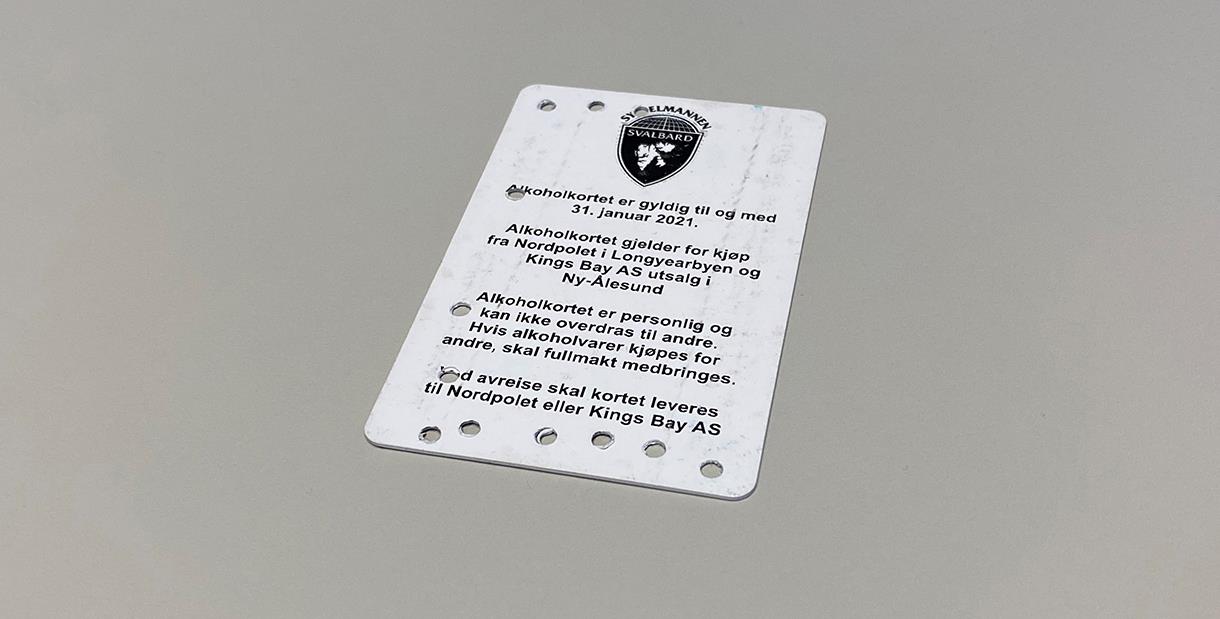 SYSSELMANNEN
SVALBARD
Alkoholkortet er gyldig til og med
31. januar 2021.
Alkoholkortet gjelder for kjøp
fra Nordpolet i Longyearbyen og
Kings Bay AS utsalg i
Ny-Ålesund
Alkoholkortet er personlig og
kan ikke overdras til andre.
Hvis alkoholvarer kjøpes for
andre, skal fullmakt medbringes.
Ved avreise skal kortet leveres
til Nordpolet eller Kings Bay AS